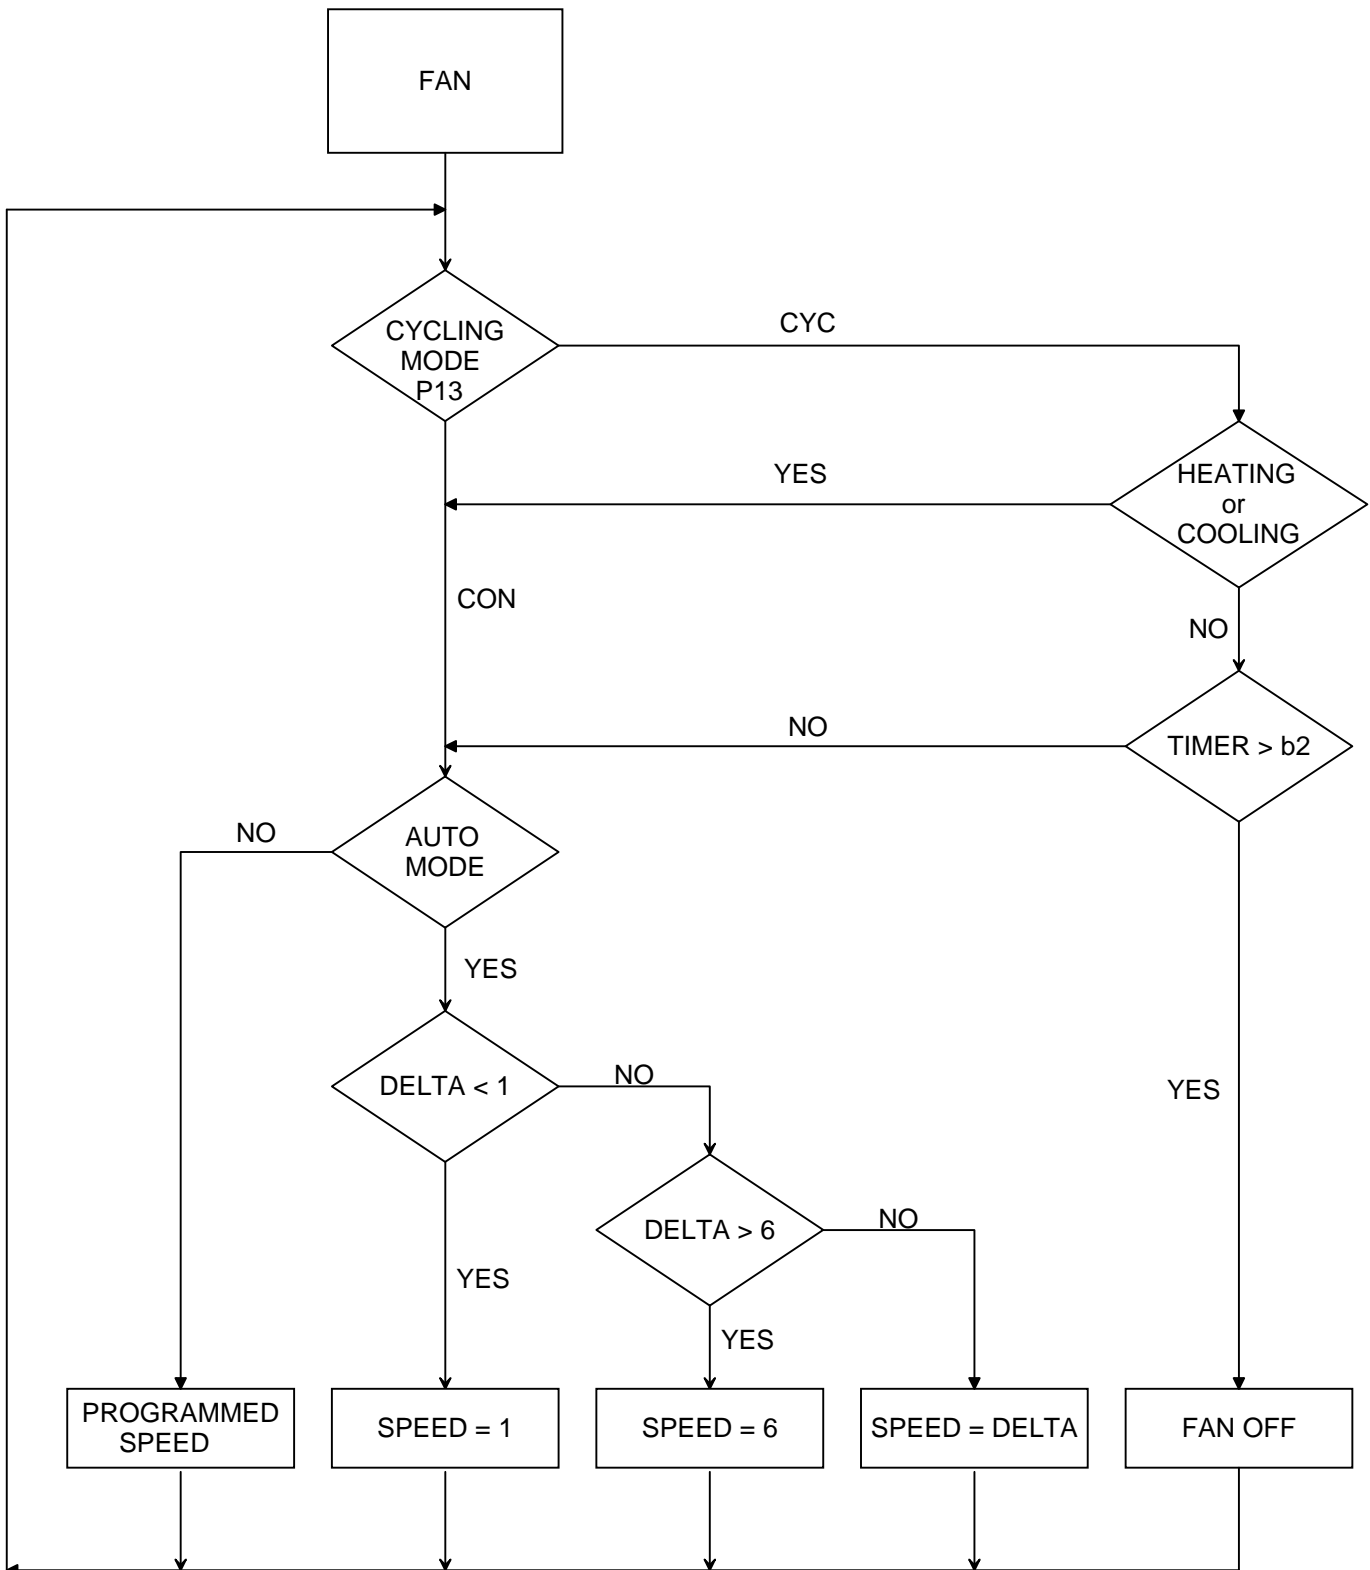 FAN
CYCLING
MODE
P13
CYC
YES
HEATING
or
COOLING
CON
NO
NO
TIMER > b2
NO
AUTO
MODE
YES
DELTA < 1
NO
YES
DELTA > 6
NO
YES
YES
PROGRAMMED
SPEED
SPEED = 1
SPEED = 6
SPEED = DELTA
FAN OFF